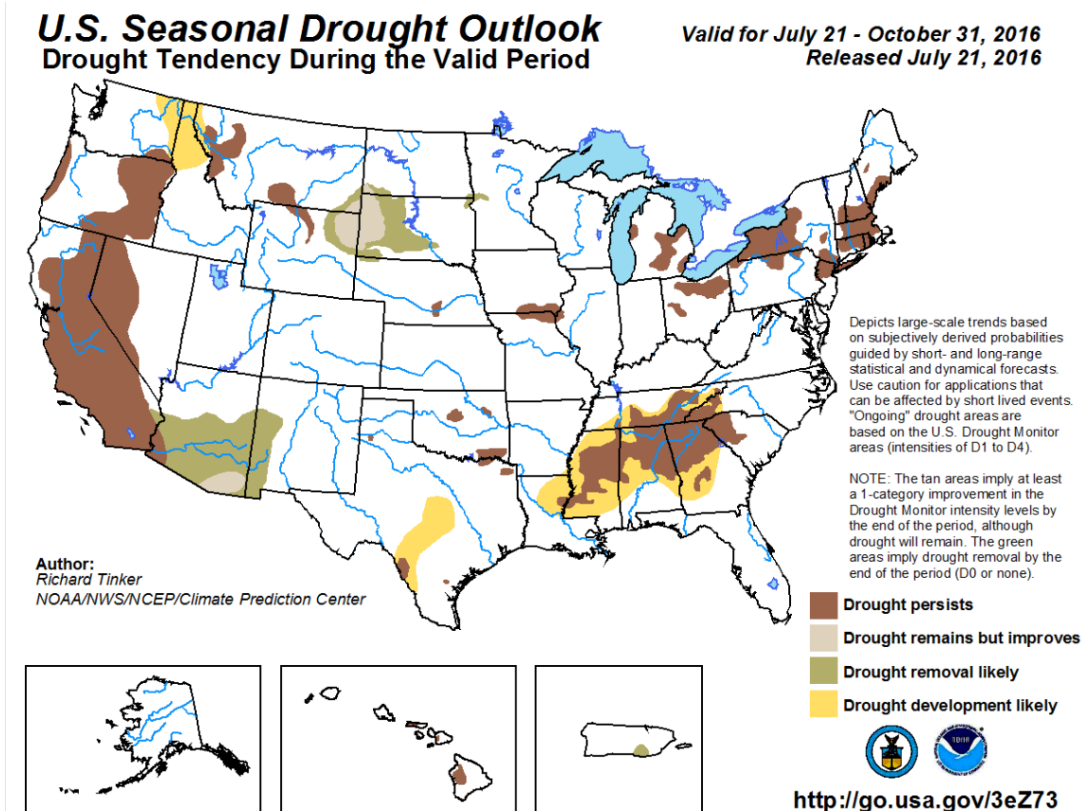 U.S. Seasonal Drought Outlook
Drought Tendency During the Valid Period
Valid for July 21 - October 31, 2016
Released July 21, 2016
Depicts large-scale trends based
on subjectively derived probabilities
guided by short- and long-range
statistical and dynamical forecasts.
Use caution for applications that
can be affected by short lived events.
"Ongoing" drought areas are
based on the U.S. Drought Monitor
areas (intensities of D1 to D4).
NOTE: The tan areas imply at least
a 1-category improvement in the
Drought Monitor intensity levels by
the end of the period, although
drought will remain. The green
areas imply drought removal by the
end of the period (D0 or none).
Author:
Richard Tinker
NOAA/NWS/NCEP/Climate Prediction Center
Drought persists
Drought remains but improves
Drought removal likely
Drought development likely
http://go.usa.gov/3eZ73